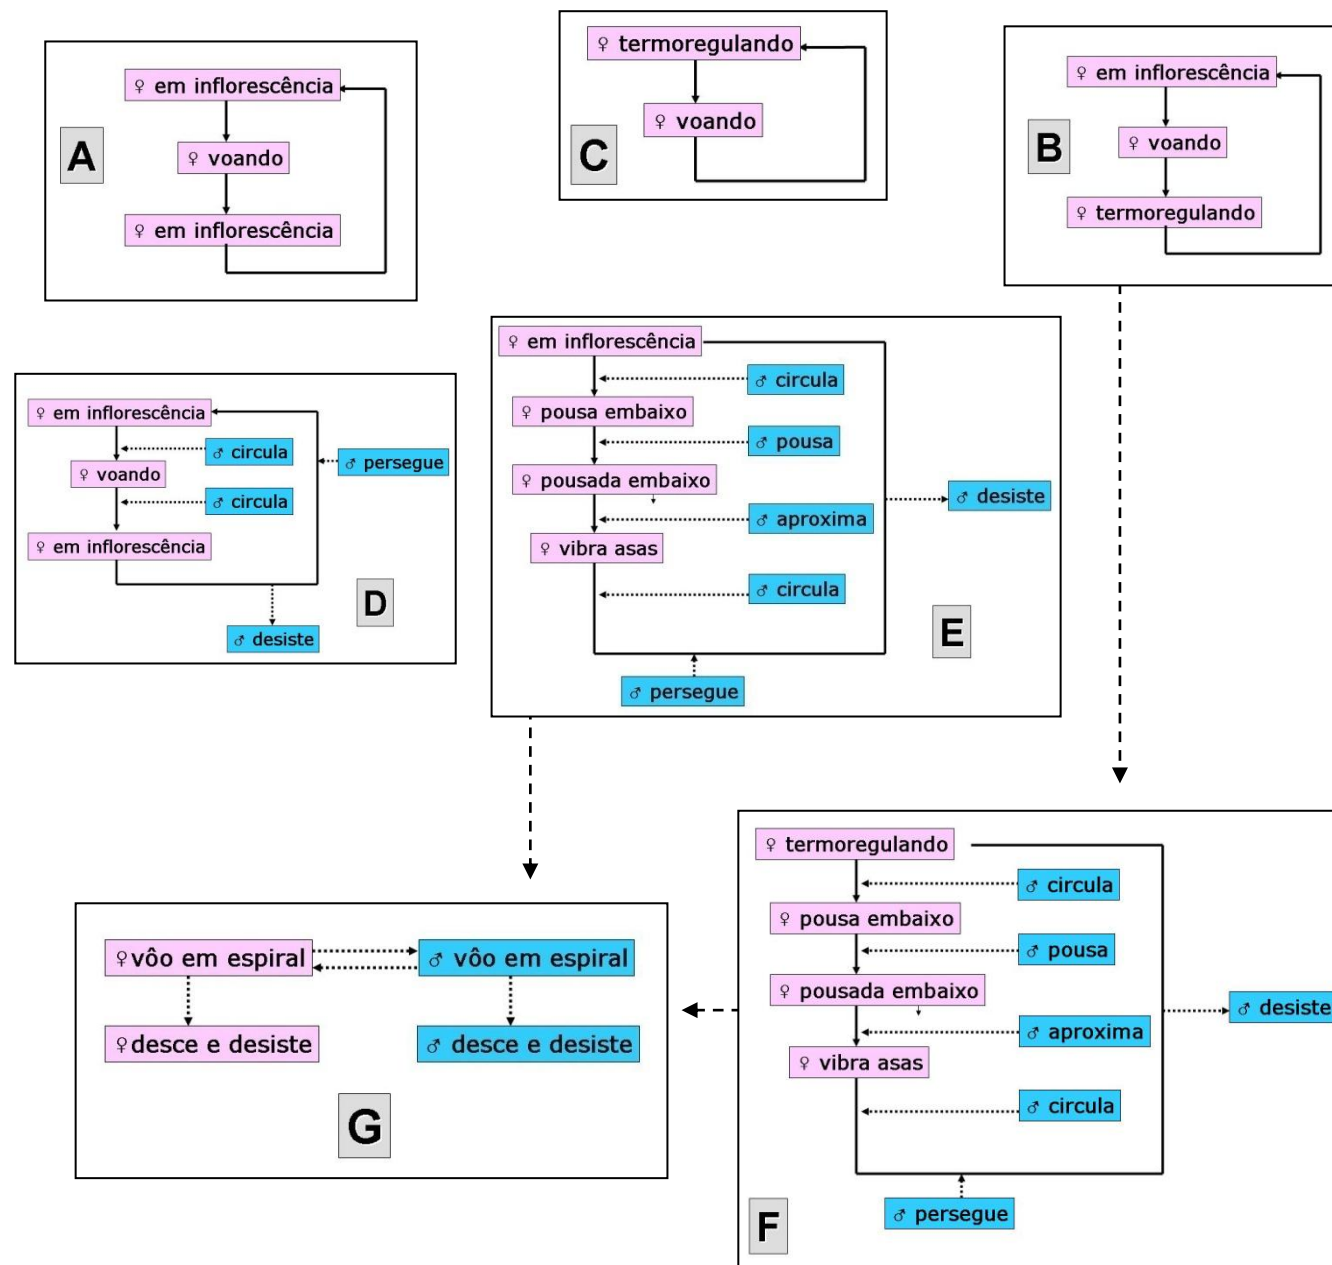 ♀ em inflorescência
♀ voando
♀ em inflorescência
A
♀ termoregulando
♀ voando
C
♀ em inflorescência
♀ voando
♀ termoregulando
B
♀ em inflorescência
♂ circula
♀ voando
♂ persegue
♂ circula
♀ em inflorescência
♂ desiste
D
♀ em inflorescência
♂ circula
♀ pousa embaixo
♂ pousa
♀ pousada embaixo
♂ desiste
♂ aproxima
♀ vibra asas
♂ circula
♂ persegue
E
♀vôo em espiral
♂ vôo em espiral
♀desce e desiste
♂ desce e desiste
G
♀ termoregulando
♂ circula
♀ pousa embaixo
♂ pousa
♀ pousada embaixo
♂ desiste
♂ aproxima
♀ vibra asas
♂ circula
♂ persegue
F